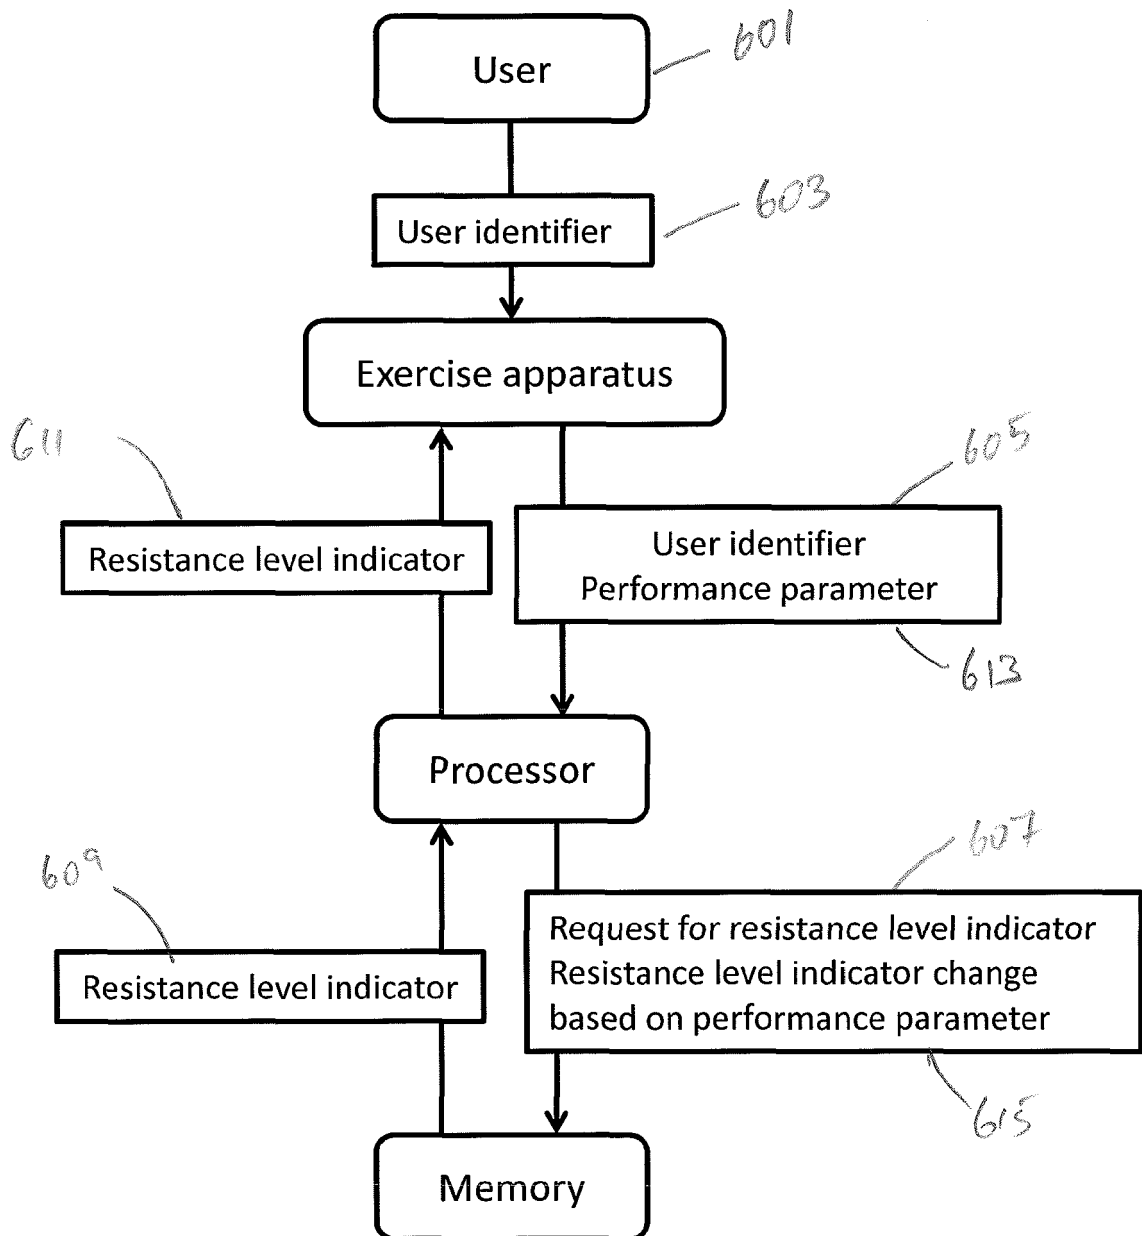 User
601
User identifier
603
Exercise apparatus
611
605
Resistance level indicator
User identifier
Performance parameter
613
Processor
609
607
Resistance level indicator
Request for resistance level indicator
Resistance level indicator change
based on performance parameter
615
Memory